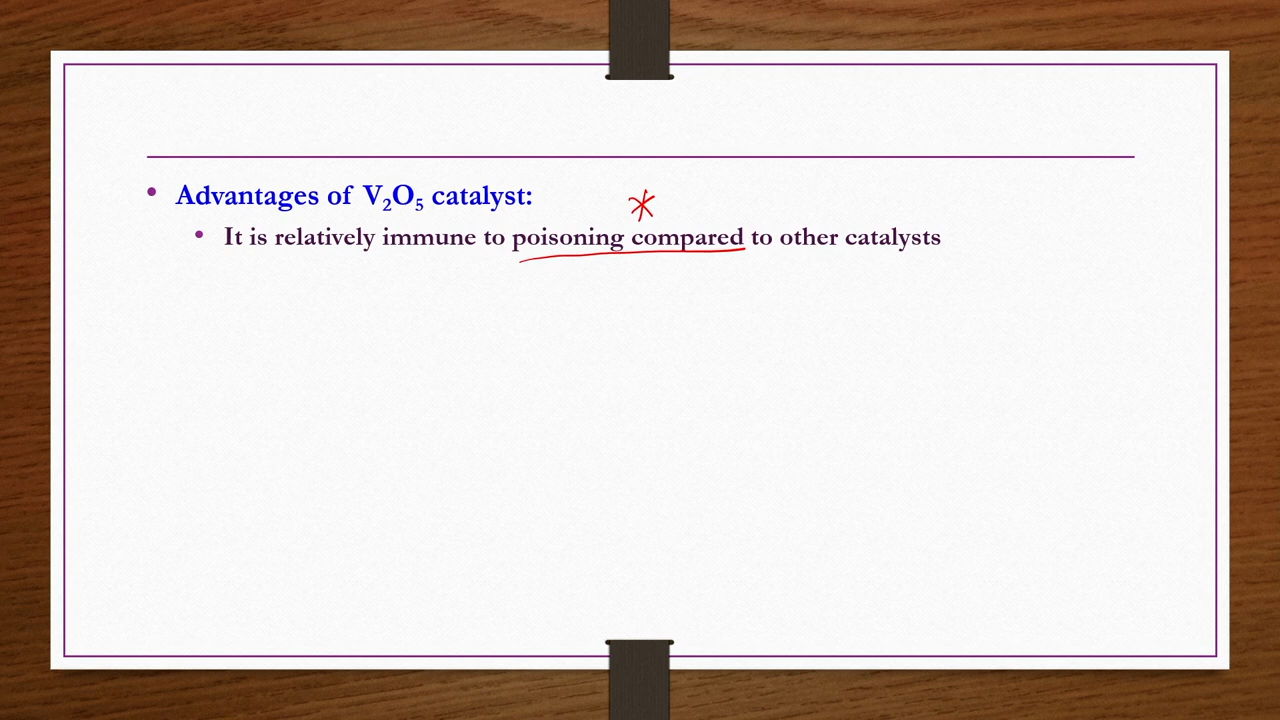 • Advantages of V₂O₅ catalyst:
*
• It is relatively immune to poisoning compared to other catalysts